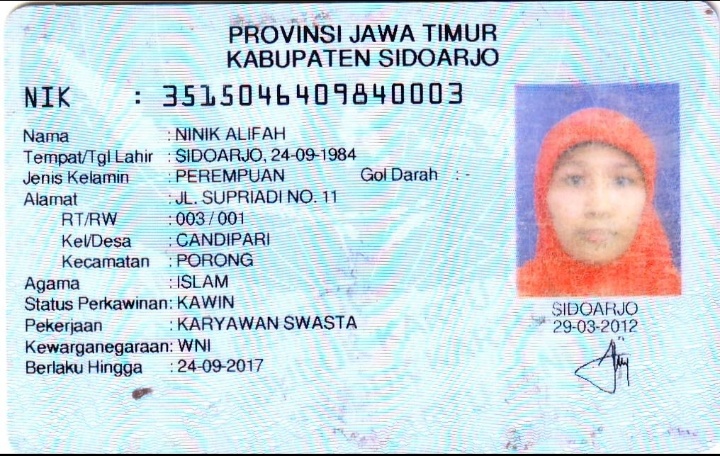 PROVINSI JAWA TIMUR
KABUPATEN SIDOARJO
NIK : 3515046409840003
Nama : NINIK ALIFAH
Tempat/Tgl Lahir : SIDOARJO, 24-09-1984
Jenis Kelamin : PEREMPUAN Gol Darah : -
Alamat : JL. SUPRIADI NO. 11
RT/RW : 003 / 001
Kel/Desa : CANDIPARI
Kecamatan : PORONG
Agama : ISLAM
Status Perkawinan: KAWIN
Pekerjaan : KARYAWAN SWASTA
Kewarganegaraan: WNI
Berlaku Hingga : 24-09-2017
SIDOARJO
29-03-2012